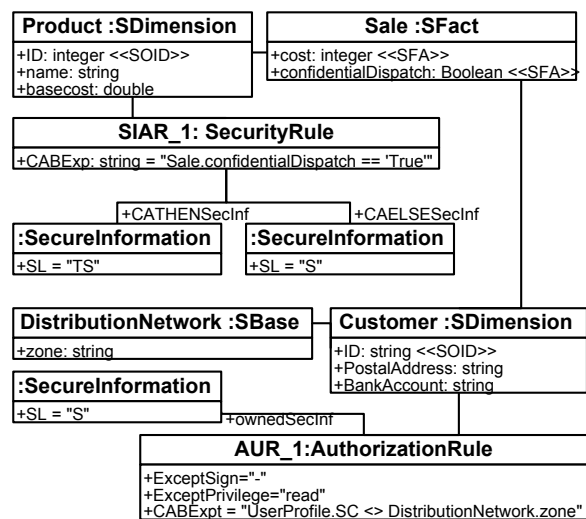 Product :SDimension
+ID: integer <<SOID>>
+name: string
+basecost: double
Sale :SFact
+cost: integer <<SFA>>
+confidentialDispatch: Boolean <<SFA>>
SIAR_1: SecurityRule
+CABExp: string = "Sale.confidentialDispatch == 'True'"
+CATHENSecInf
+CAELSESecInf
:SecureInformation
+SL = "TS"
:SecureInformation
+SL = "S"
DistributionNetwork :SBase
+zone: string
Customer :SDimension
+ID: string <<SOID>>
+PostalAddress: string
+BankAccount: string
:SecureInformation
+SL = "S"
+ownedSecInf
AUR_1:AuthorizationRule
+ExceptSign="-"
+ExceptPrivilege="read"
+CABExpt = "UserProfile.SC <> DistributionNetwork.zone"